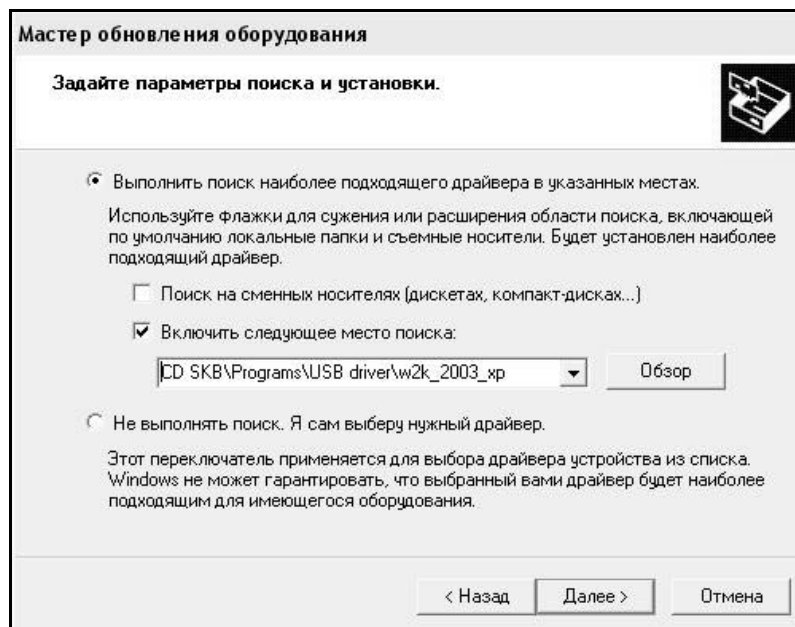 Мастер обновления оборудования
Задайте параметры поиска и установки.
Выполнить поиск наиболее подходящего драйвера в указанных местах.
Используйте флажки для сужения или расширения области поиска, включающей
по умолчанию локальные папки и съемные носители. Будет установлен наиболее
подходящий драйвер.
Поиск на сменных носителях (дискетах, компакт-дисках...)
Включить следующее место поиска:
CD SKB\Programs\USB driver\w2k_2003_xp
Обзор
Не выполнять поиск. Я сам выберу нужный драйвер.
Этот переключатель применяется для выбора драйвера устройства из списка.
Windows не может гарантировать, что выбранный вами драйвер будет наиболее
подходящим для имеющегося оборудования.
< Назад Далее > Отмена